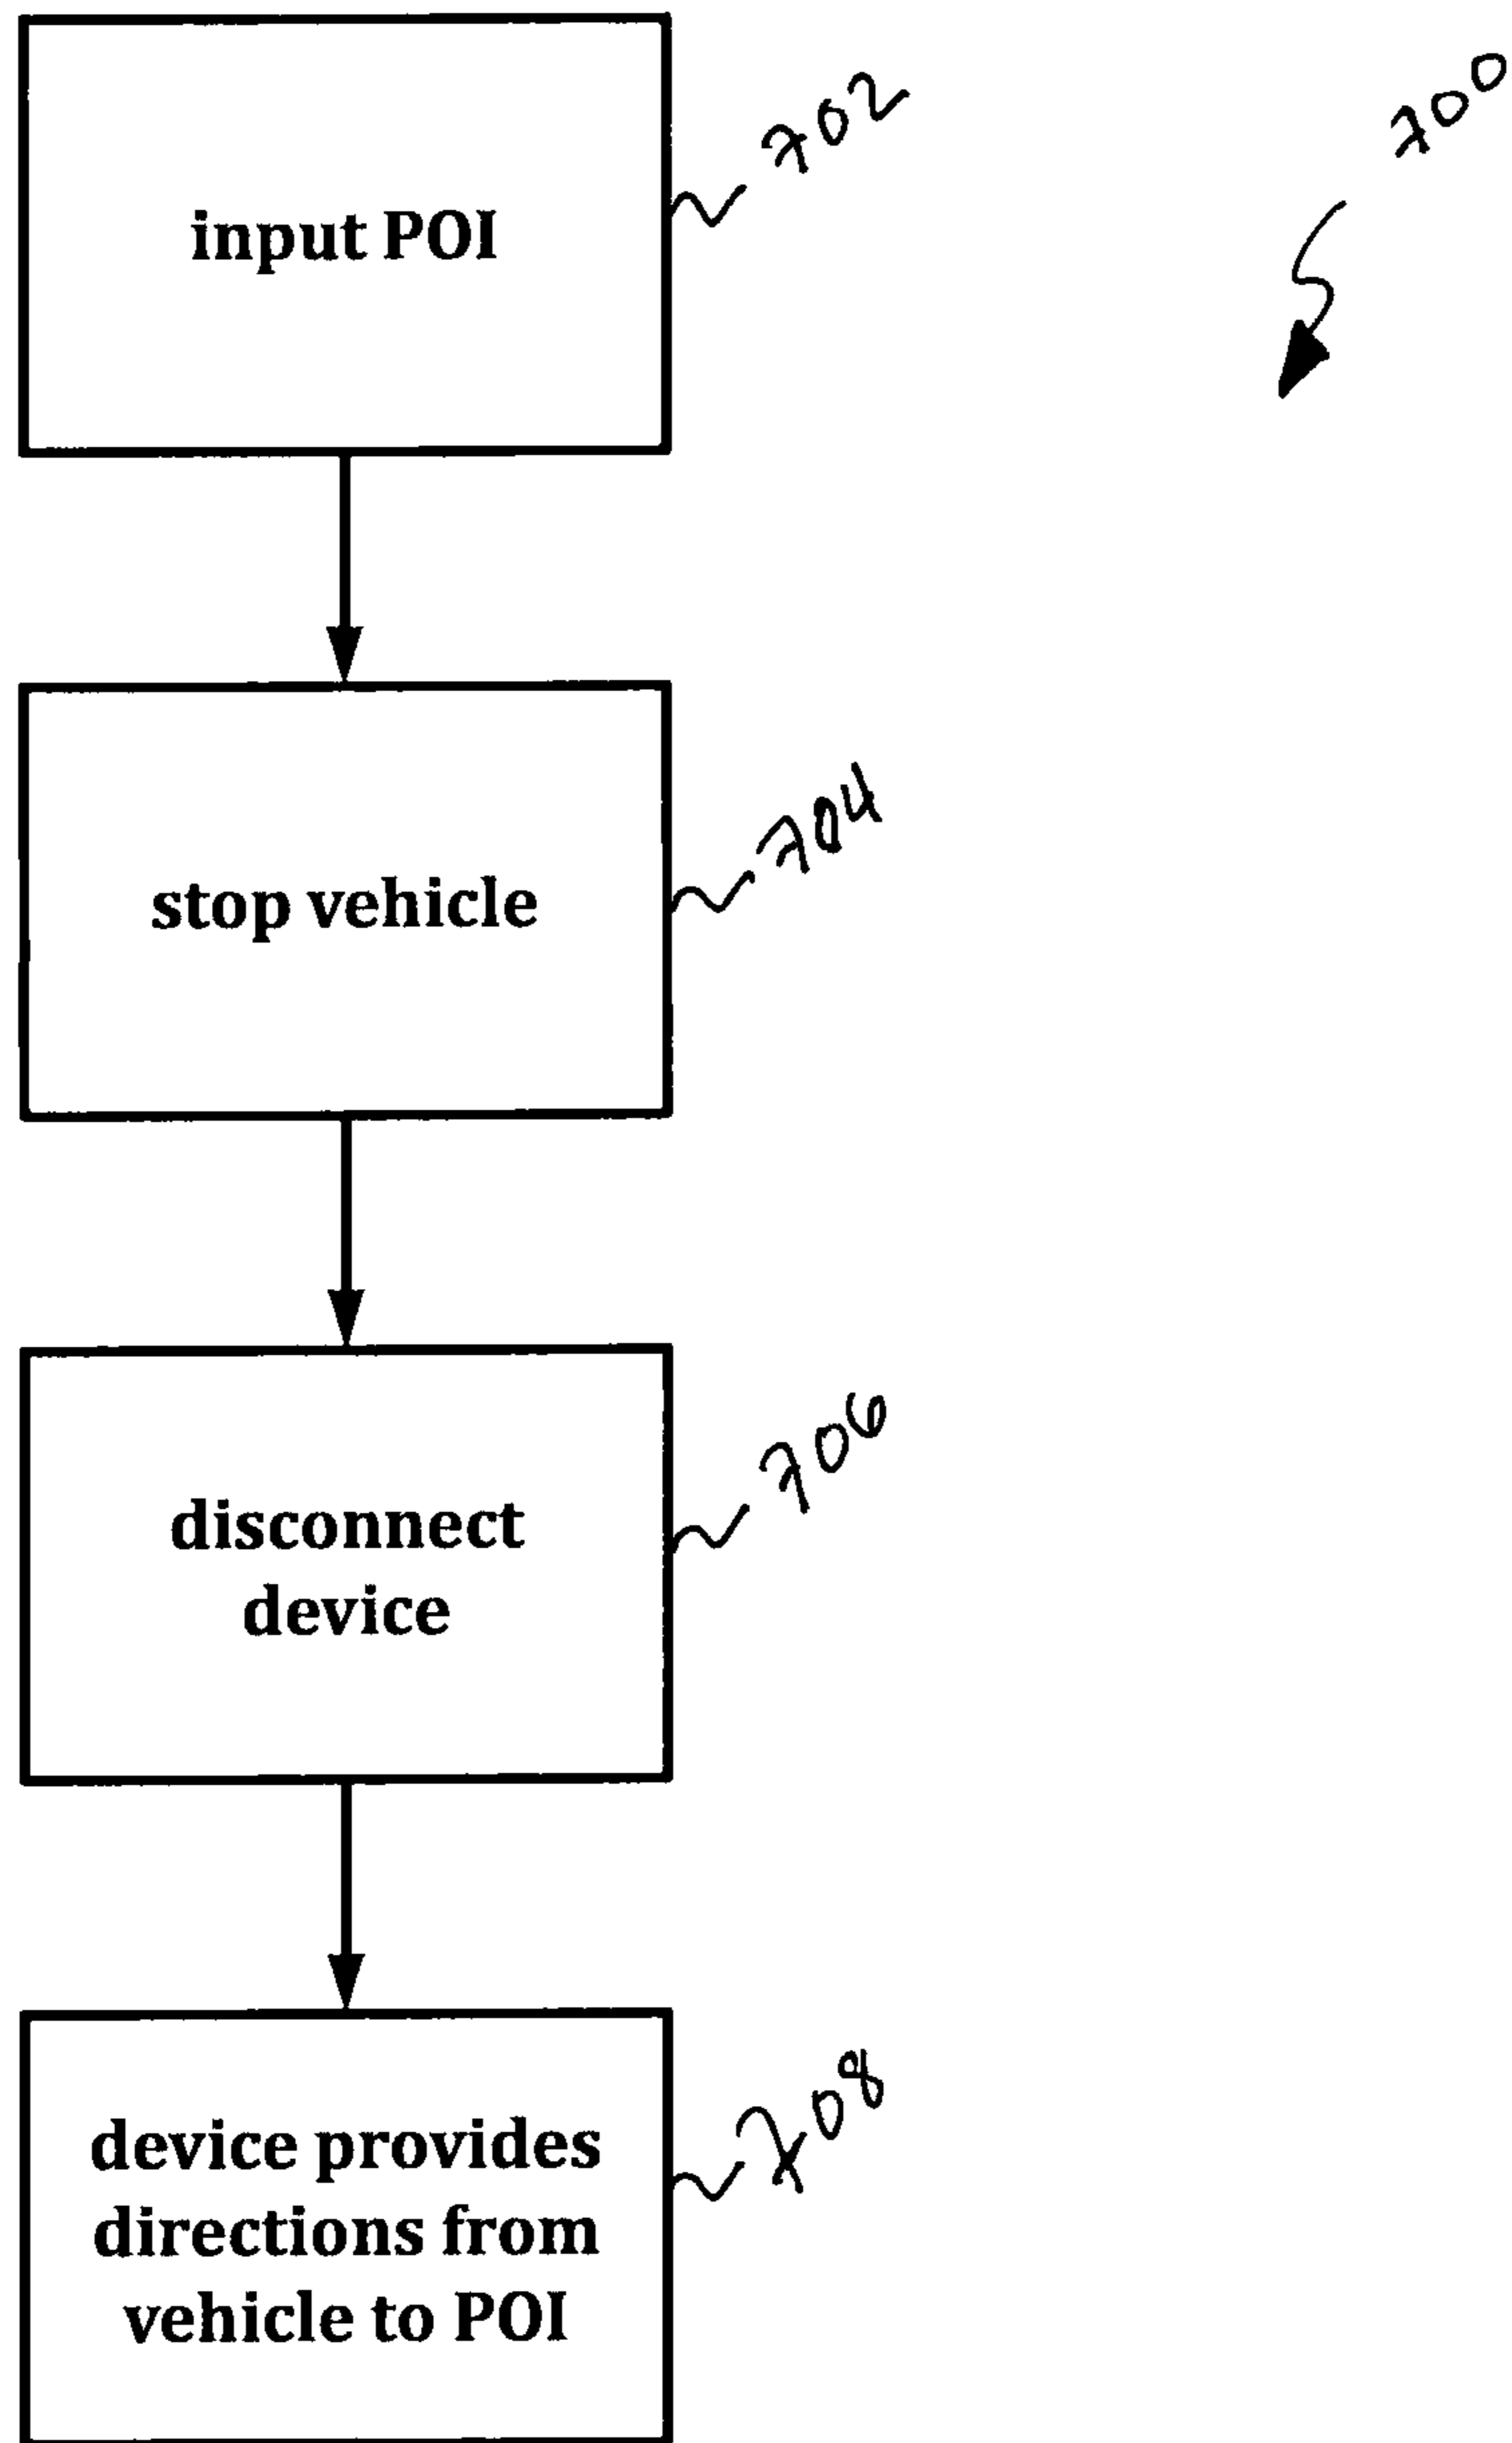 700
input POI
702
stop vehicle
704
disconnect
device
706
device provides
directions from
vehicle to POI
708